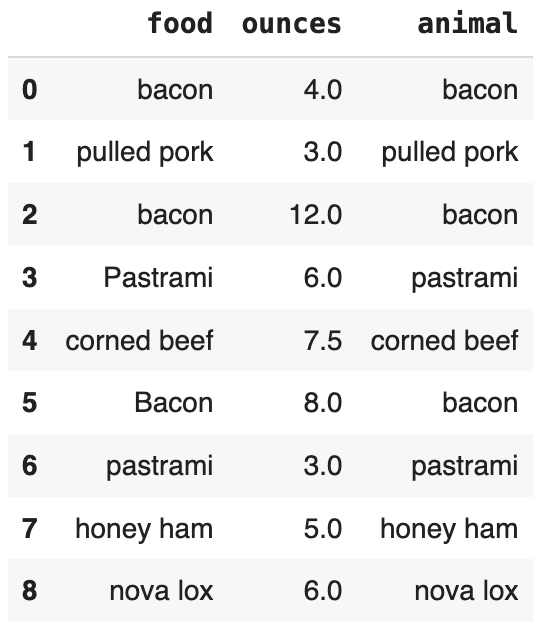 food ounces animal
0 bacon 4.0 bacon
1 pulled pork 3.0 pulled pork
2 bacon 12.0 bacon
3 Pastrami 6.0 pastrami
4 corned beef 7.5 corned beef
5 Bacon 8.0 bacon
6 pastrami 3.0 pastrami
7 honey ham 5.0 honey ham
8 nova lox 6.0 nova lox